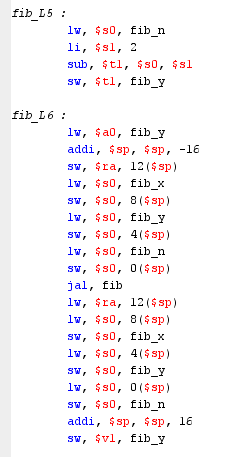 fib_L5 :
lw, $s0, fib_n
li, $s1, 2
sub, $t1, $s0, $s1
sw, $t1, fib_y
fib_L6 :
lw, $a0, fib_y
addi, $sp, $sp, -16
sw, $ra, 12($sp)
lw, $s0, fib_x
sw, $s0, 8($sp)
lw, $s0, fib_y
sw, $s0, 4($sp)
lw, $s0, fib_n
sw, $s0, 0($sp)
jal, fib
lw, $ra, 12($sp)
lw, $s0, 8($sp)
sw, $s0, fib_x
lw, $s0, 4($sp)
sw, $s0, fib_y
lw, $s0, 0($sp)
sw, $s0, fib_n
addi, $sp, $sp, 16
sw, $v1, fib_y